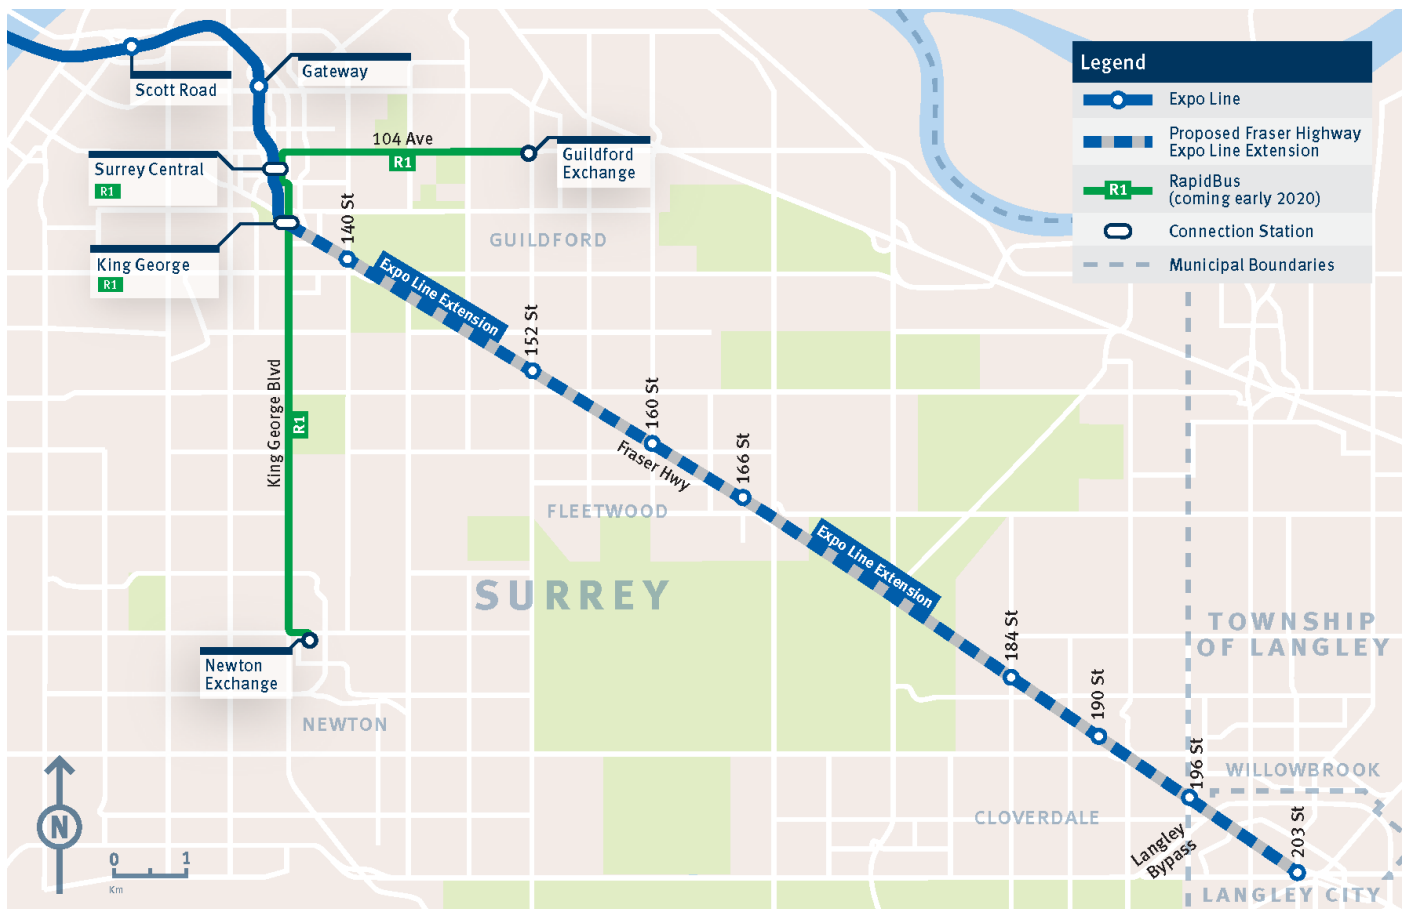 Scott Road
Gateway
Surrey Central
R1
King George
R1
104 Ave
R1
Guildford
Exchange
GUILDFORD
140 St
Expo Line Extension
152 St
160 St
Fraser Hwy
166 St
King George Blvd
R1
FLEETWOOD
SURREY
Expo Line Extension
184 St
190 St
196 St
203 St
Newton
Exchange
NEWTON
TOWNSHIP
OF LANGLEY
WILLOWBROOK
CLOVERDALE
Langley
Bypass
LANGLEY CITY
N
0 1
Km
Legend
Expo Line
Proposed Fraser Highway
Expo Line Extension
R1
RapidBus
(coming early 2020)
Connection Station
Municipal Boundaries